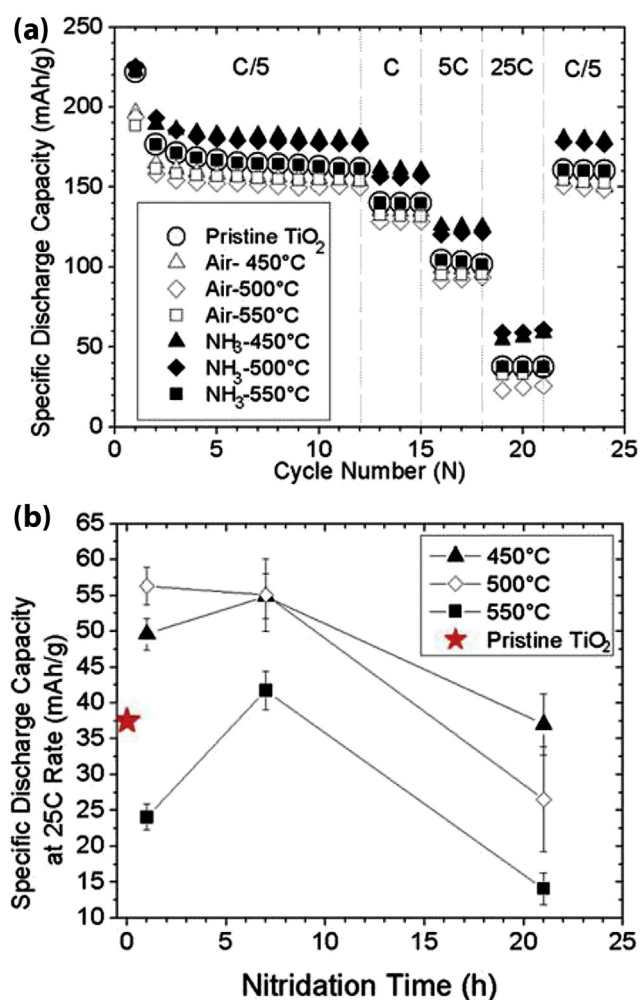 (a)
250
200
150
100
50
0
Specific Discharge Capacity (mAh/g)
C/5 C 5C 25C C/5
Pristine TiO₂
Air- 450°C
Air-500°C
Air-550°C
NH₃-450°C
NH₃-500°C
NH₃-550°C
0 5 10 15 20 25
Cycle Number (N)
(b)
65
60
55
50
45
40
35
30
25
20
15
10
Specific Discharge Capacity
at 25C Rate (mAh/g)
450°C
500°C
550°C
Pristine TiO₂
0 5 10 15 20 25
Nitridation Time (h)